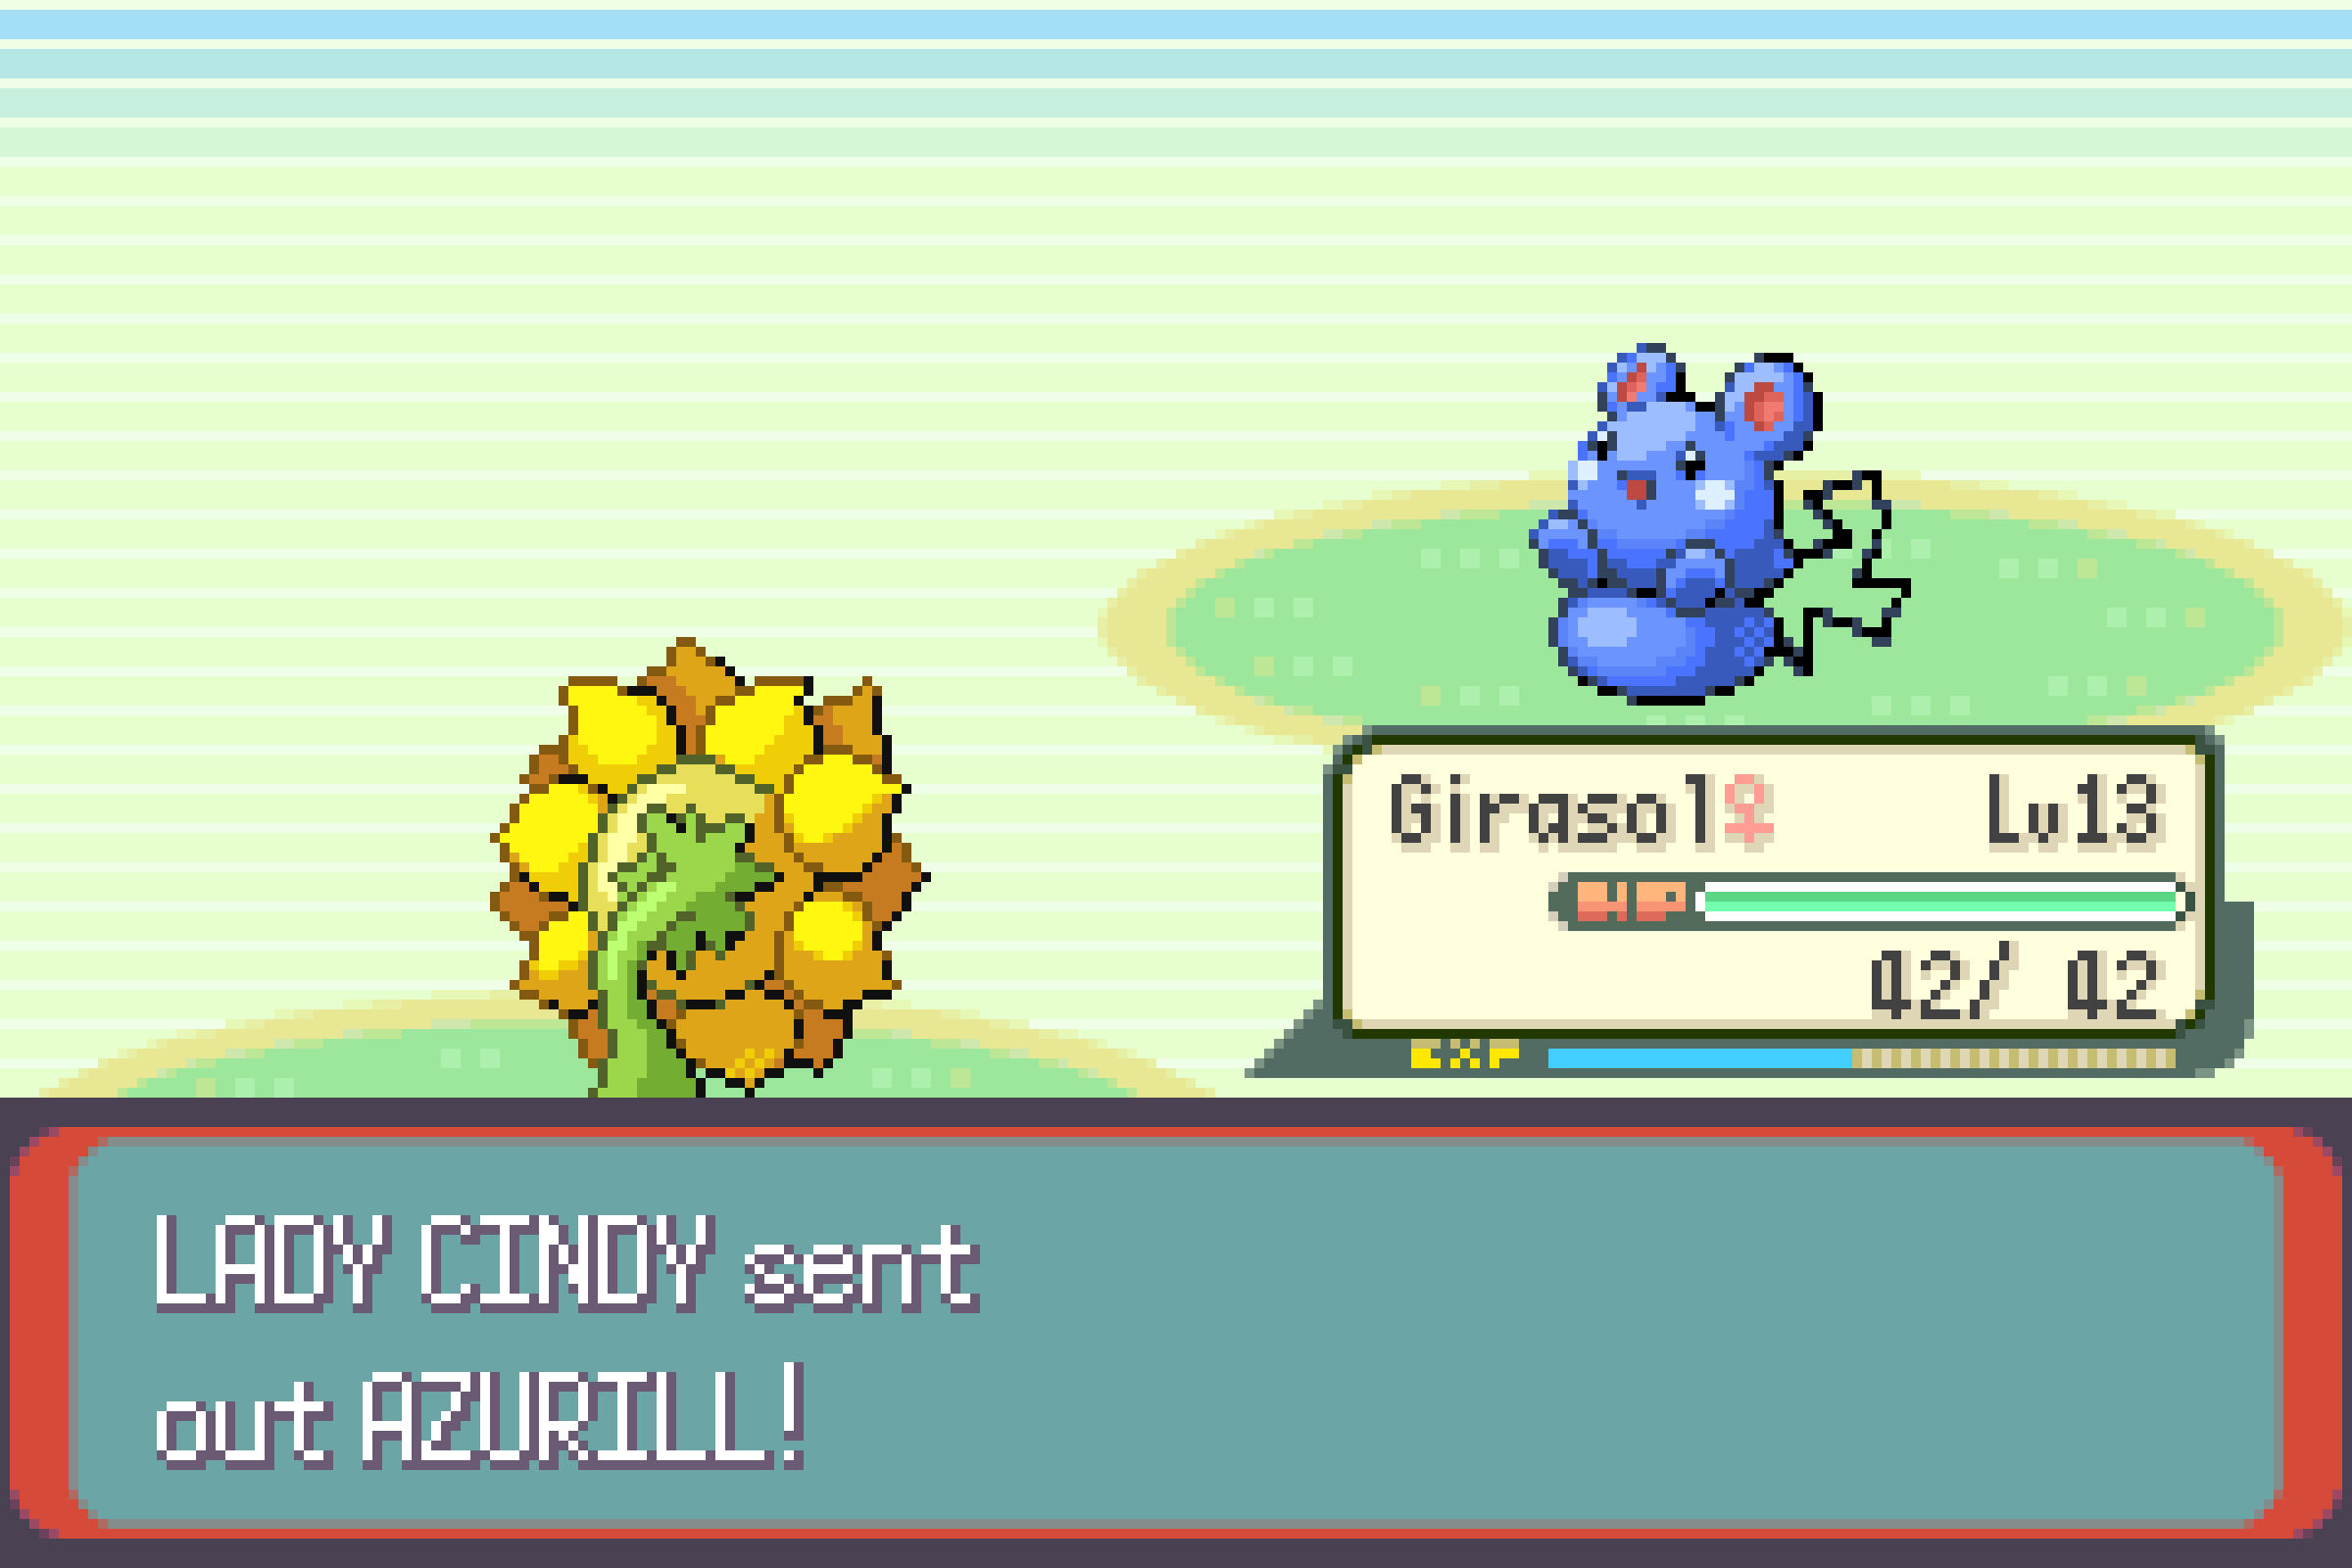 Girasol♀ Lv13
HP
42/ 42
EXP
LADY CINDY sent
out AZURILL!